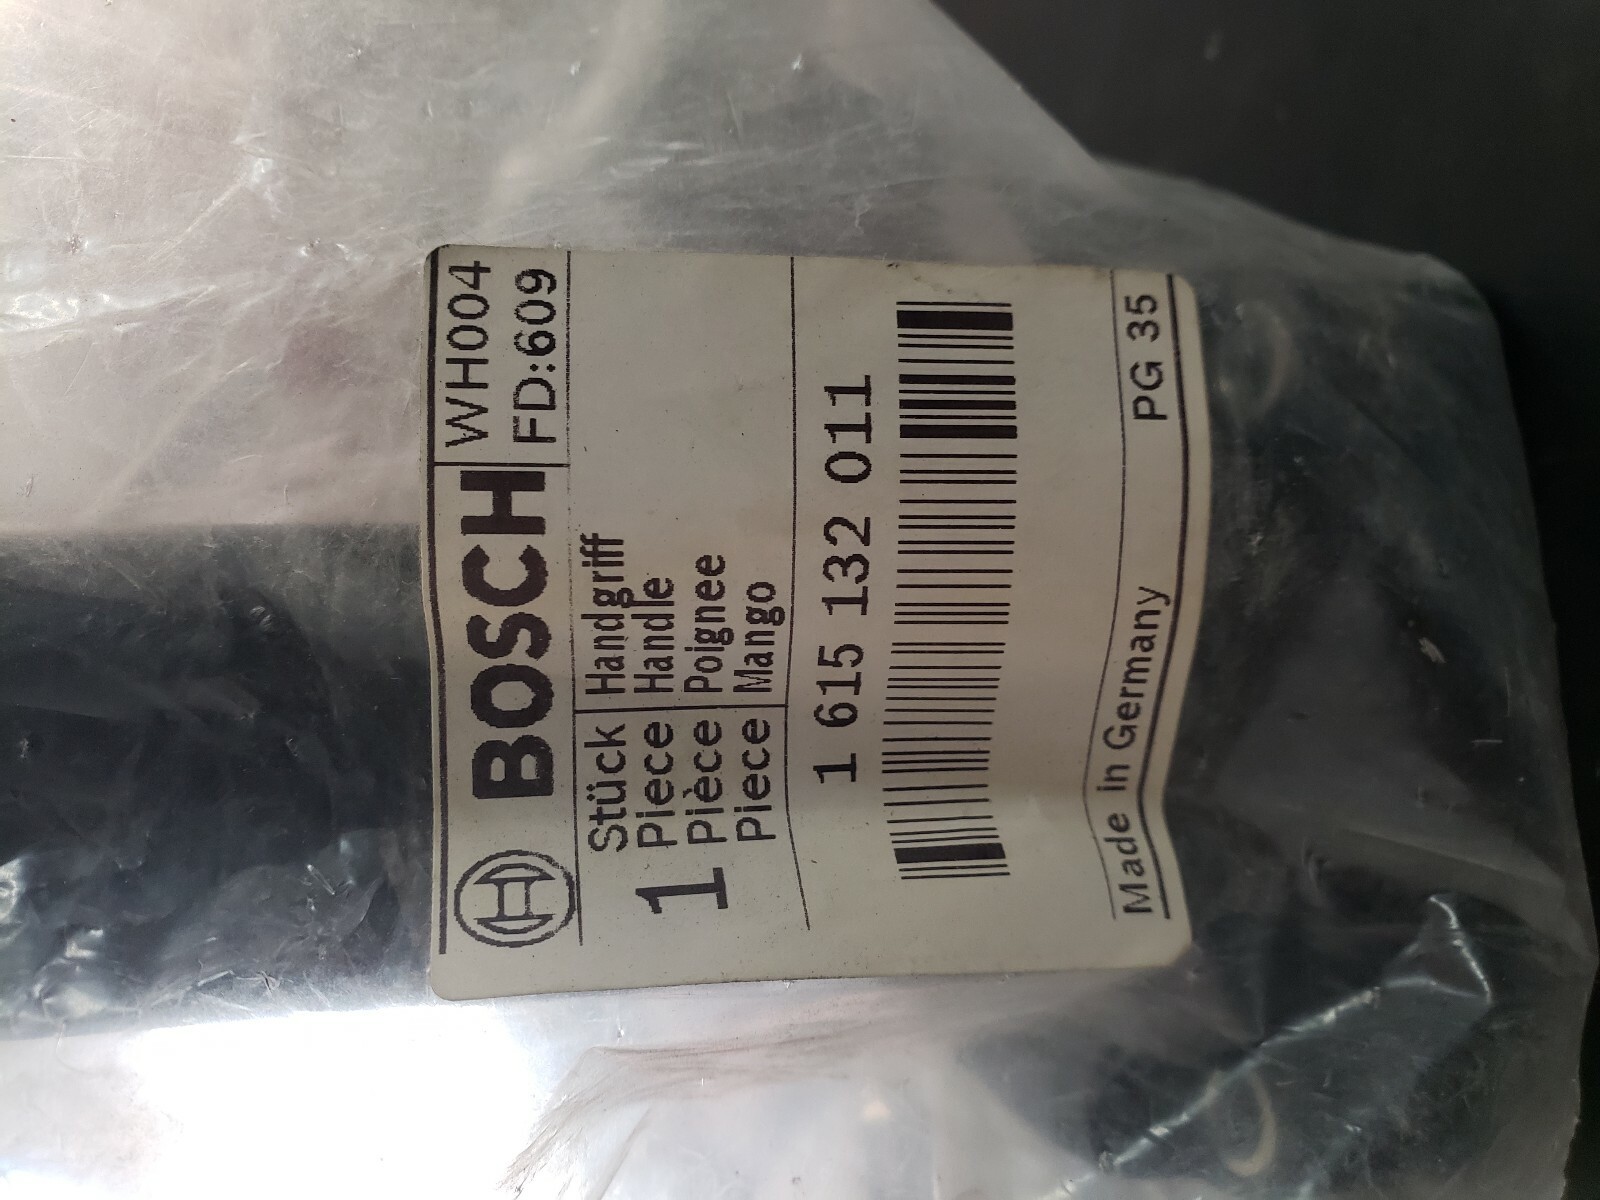 BOSCH WH004
FD:609
1 Stück Handgriff
Piece Handle
Pièce Poignee
Piece Mango
1 615 132 011
Made in Germany PG 35